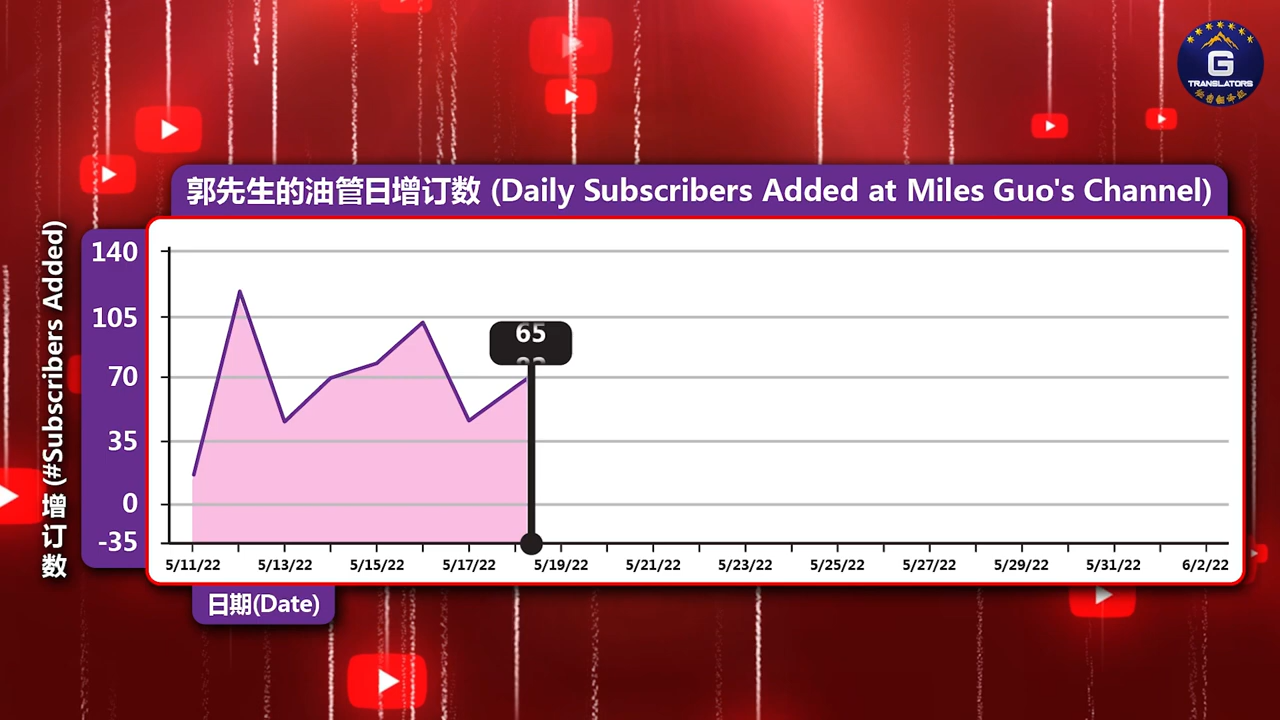 G
TRANSLATORS
郭先生的油管日增订数 (Daily Subscribers Added at Miles Guo's Channel)
增订数 (#Subscribers Added)
140
105
70
35
0
-35
65
5/11/22 5/13/22 5/15/22 5/17/22 5/19/22 5/21/22 5/23/22 5/25/22 5/27/22 5/29/22 5/31/22 6/2/22
日期(Date)